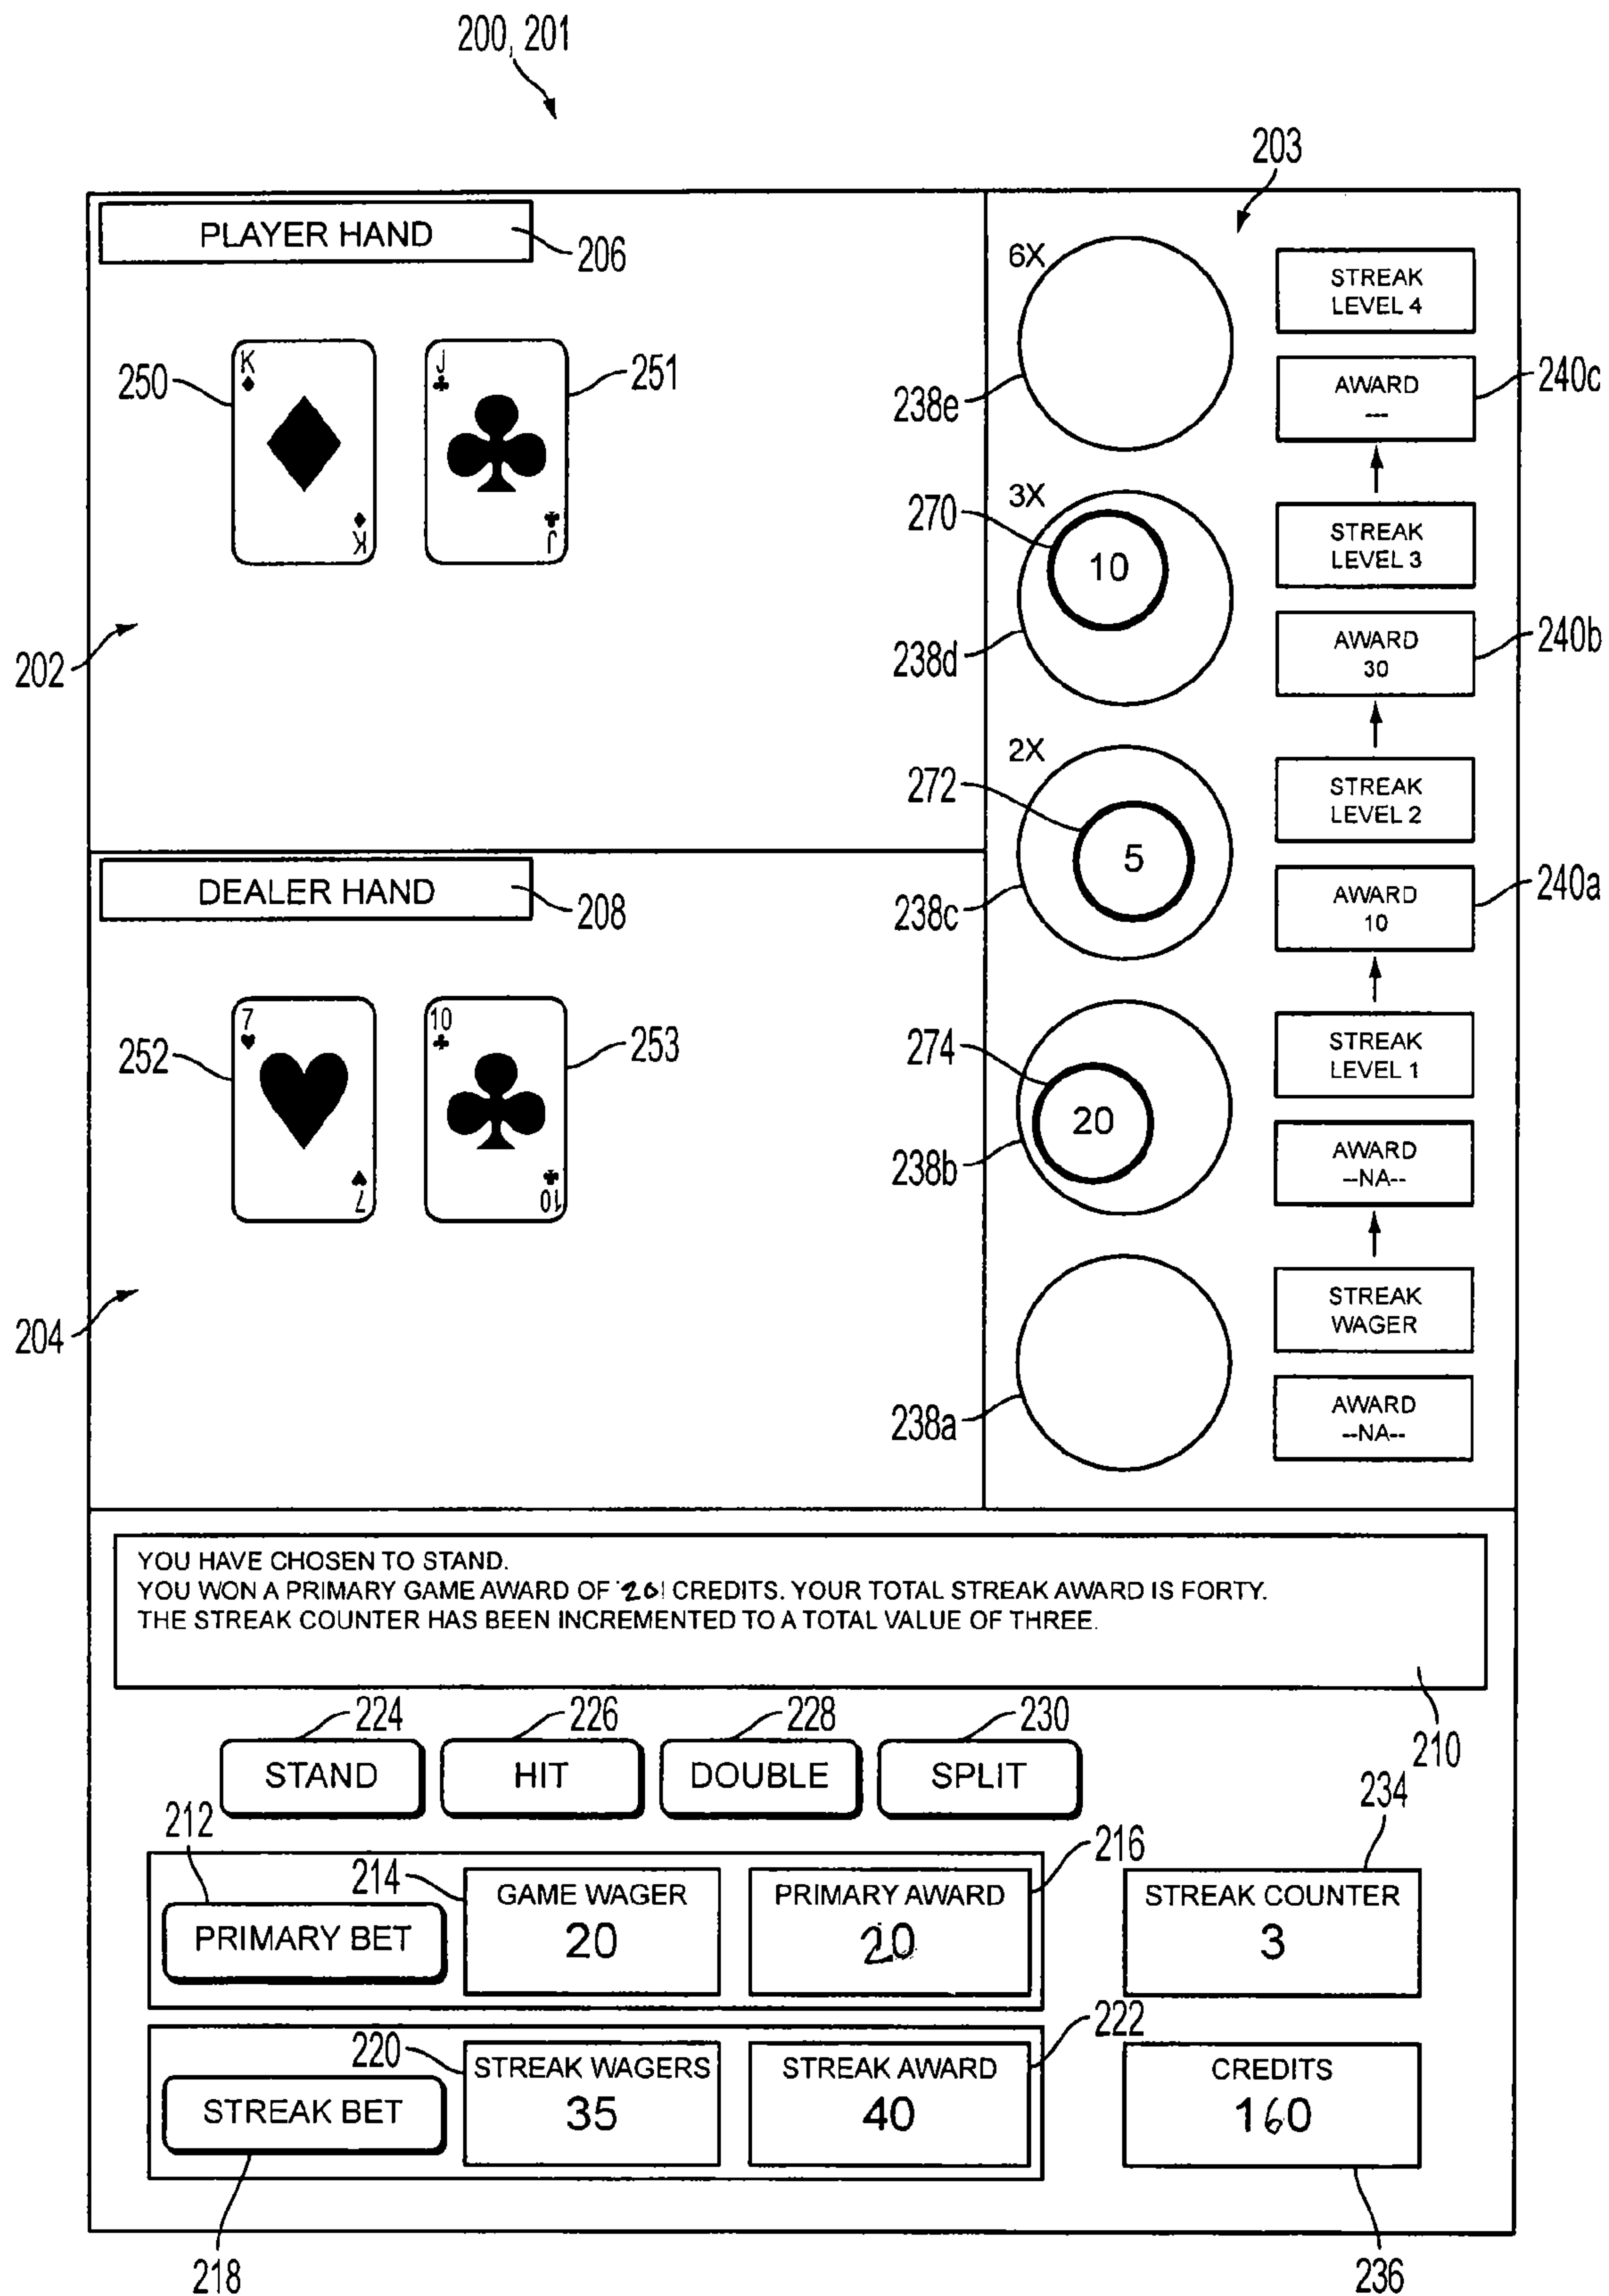 200, 201
203
PLAYER HAND
206
K
K
250
J
J
251
202
DEALER HAND
208
7
7
252
10
10
253
204
6X
238e
STREAK
LEVEL 4
AWARD
---
240c
3X
270
10
238d
STREAK
LEVEL 3
AWARD
30
240b
2X
272
5
238c
STREAK
LEVEL 2
AWARD
10
240a
274
20
238b
STREAK
LEVEL 1
AWARD
--NA--
238a
STREAK
WAGER
AWARD
--NA--
YOU HAVE CHOSEN TO STAND.
YOU WON A PRIMARY GAME AWARD OF 20 CREDITS. YOUR TOTAL STREAK AWARD IS FORTY.
THE STREAK COUNTER HAS BEEN INCREMENTED TO A TOTAL VALUE OF THREE.
210
224
STAND
226
HIT
228
DOUBLE
230
SPLIT
212
PRIMARY BET
214
GAME WAGER
20
PRIMARY AWARD
20
216
234
STREAK COUNTER
3
218
STREAK BET
220
STREAK WAGERS
35
STREAK AWARD
40
222
CREDITS
160
236